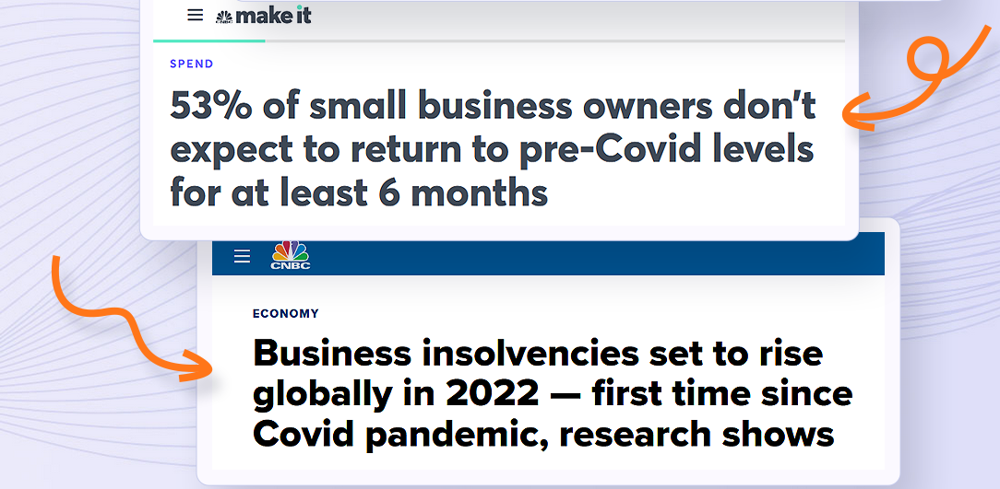 CNBC make it
SPEND
53% of small business owners don't
expect to return to pre-Covid levels
for at least 6 months
CNBC
ECONOMY
Business insolvencies set to rise
globally in 2022 — first time since
Covid pandemic, research shows